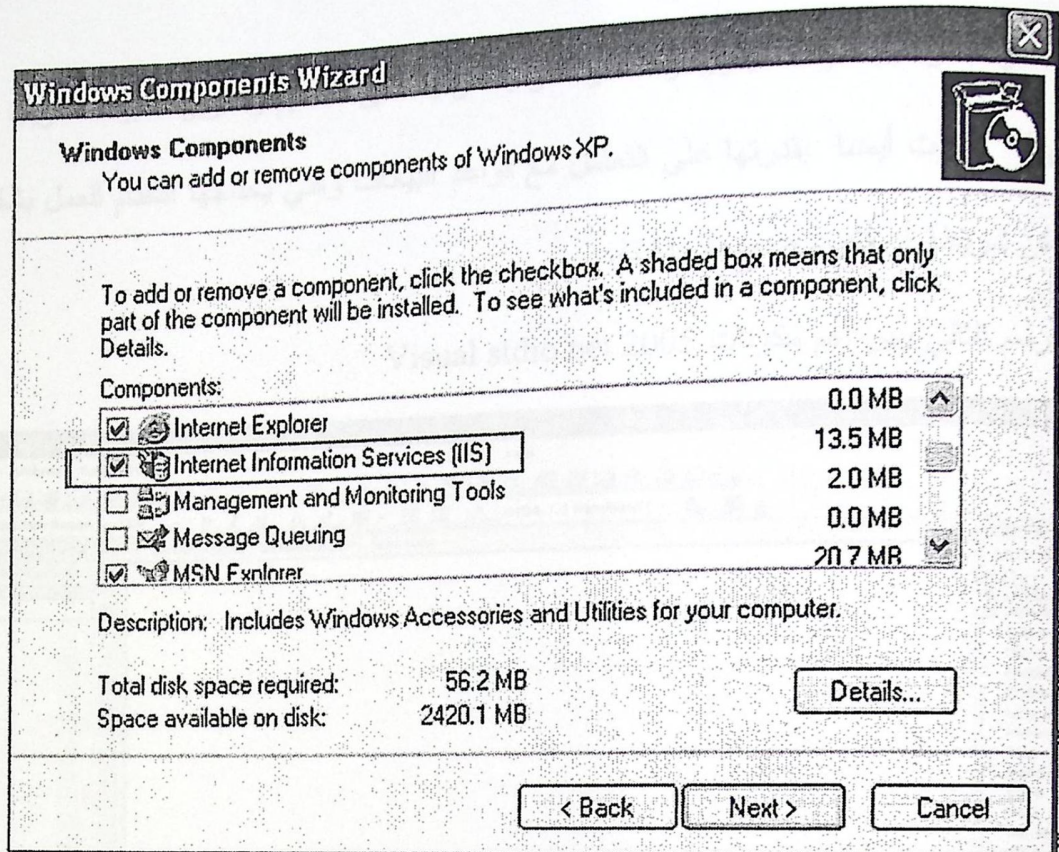 Windows Components Wizard
Windows Components
You can add or remove components of Windows XP.
To add or remove a component, click the checkbox. A shaded box means that only
part of the component will be installed. To see what's included in a component, click
Details.
Components:
Internet Explorer 0.0 MB
Internet Information Services (IIS) 13.5 MB
Management and Monitoring Tools 2.0 MB
Message Queuing 0.0 MB
MSN Explorer 20.7 MB
Description: Includes Windows Accessories and Utilities for your computer.
Total disk space required: 56.2 MB
Space available on disk: 2420.1 MB
Details...
< Back Next > Cancel